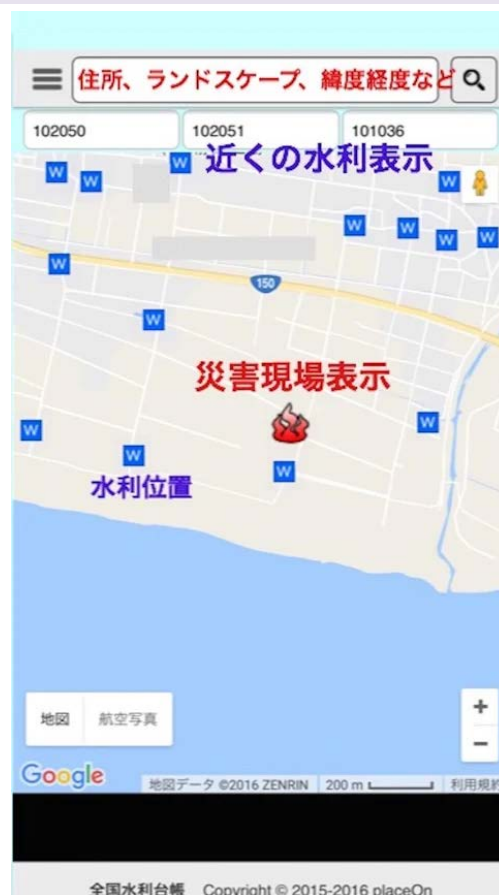 住所、ランドスケープ、緯度経度など
102050 102051 101036
近くの水利表示
W
W
W
W
W
W
W
W
W
150
W
災害現場表示
W
W
W
W
水利位置
地図 航空写真
+
−
Google
地図データ ©2016 ZENRIN 200 m 利用規約
全国水利台帳 Copyright © 2015-2016 placeOn